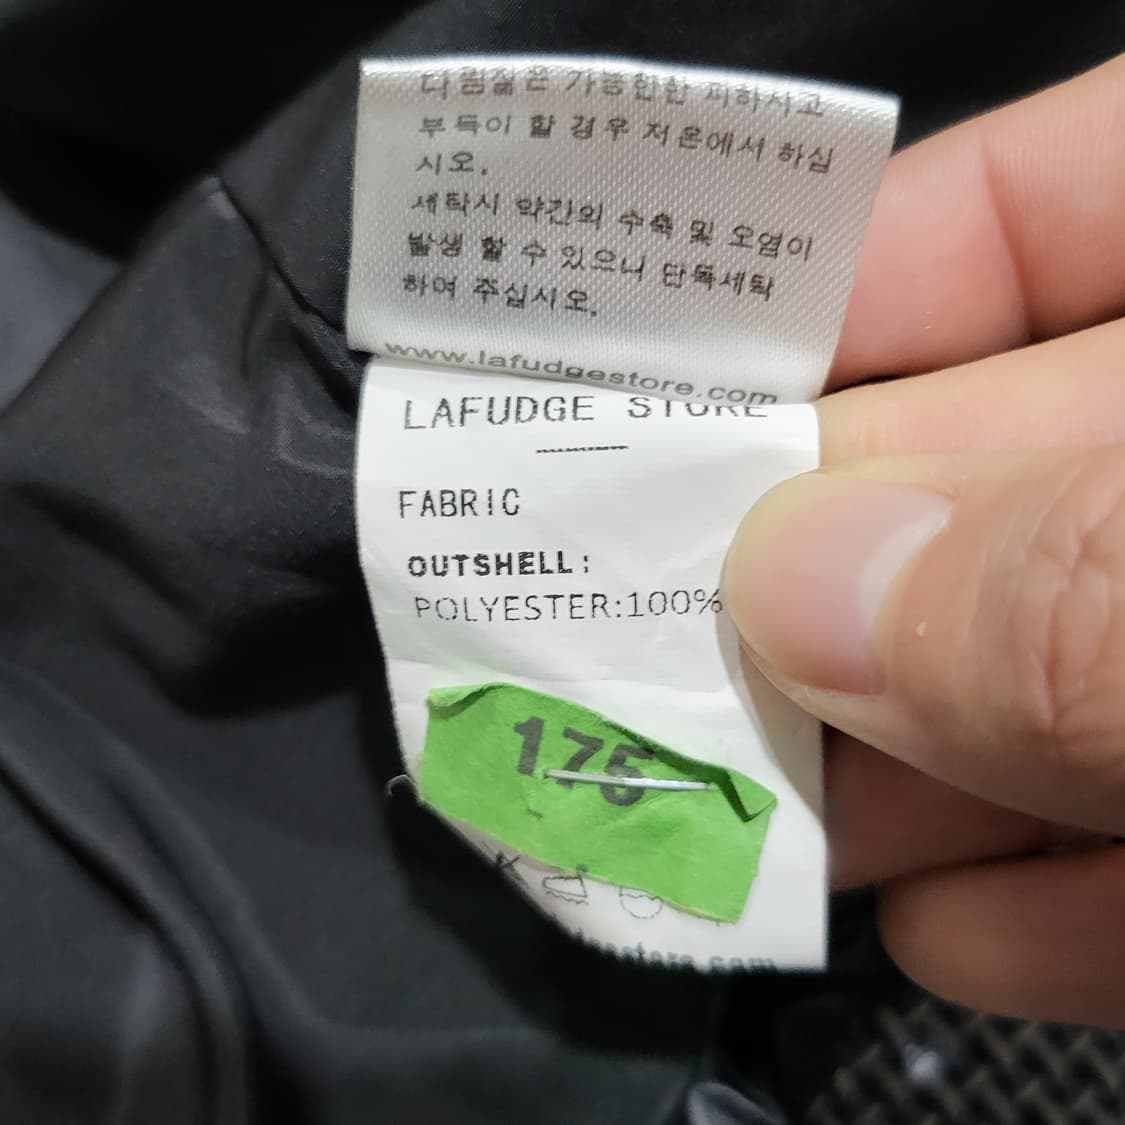 다림질은 가능한한 피하시고
부득이 할 경우 저온에서 하십
시오.
세탁시 약간의 수축 및 오염이
발생 할 수 있으니 단독세탁
하여 주십시오.
www.lafudgestore.com
LAFUDGE STORE
FABRIC
OUTSHELL:
POLYESTER:100%
175